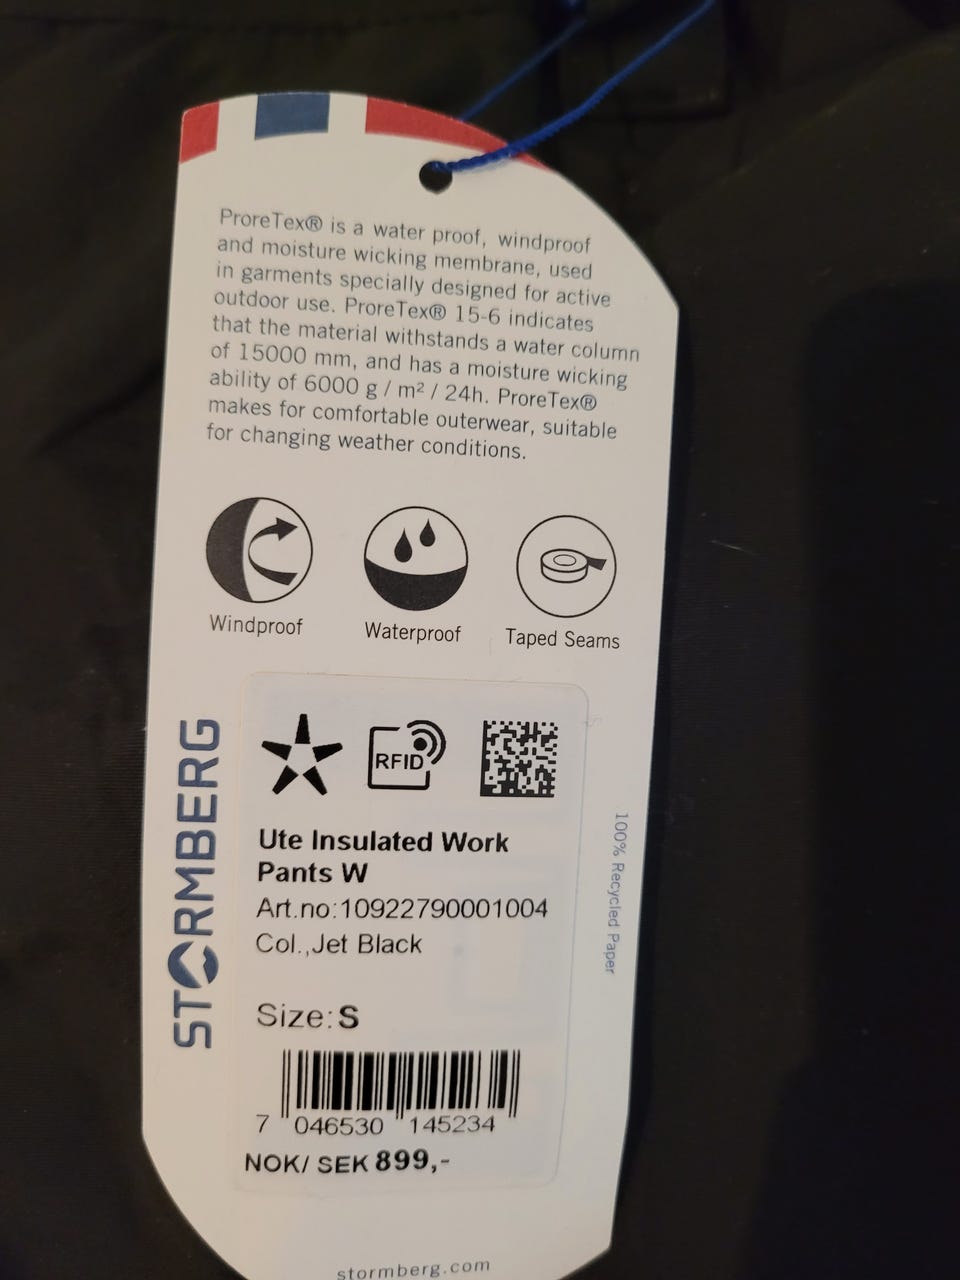 ProreTex® is a water proof, windproof
and moisture wicking membrane, used
in garments specially designed for active
outdoor use. ProreTex® 15-6 indicates
that the material withstands a water column
of 15000 mm, and has a moisture wicking
ability of 6000 g / m² / 24h. ProreTex®
makes for comfortable outerwear, suitable
for changing weather conditions.
Windproof
Waterproof
Taped Seams
STORMBERG
RFID
Ute Insulated Work
Pants W
Art.no:10922790001004
Col.,Jet Black
Size: S
7 046530 145234
NOK/ SEK 899,-
100% Recycled Paper
stormberg.com